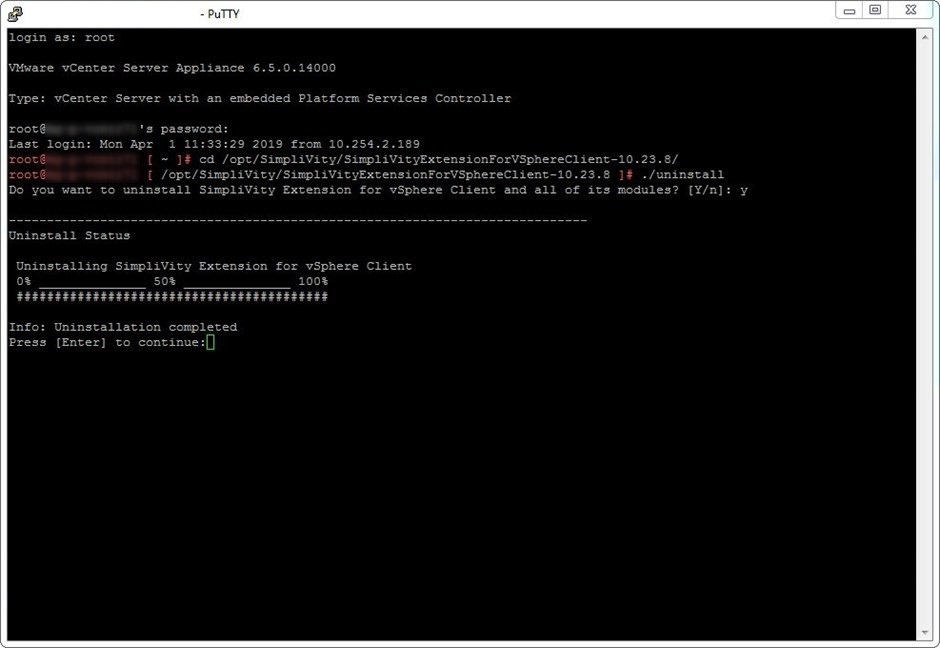 - PuTTY
login as: root
VMware vCenter Server Appliance 6.5.0.14000
Type: vCenter Server with an embedded Platform Services Controller
root@ 's password:
Last login: Mon Apr  1 11:33:29 2019 from 10.254.2.189
root@ [ ~ ]# cd /opt/SimpliVity/SimpliVityExtensionForVSphereClient-10.23.8/
root@ [ /opt/SimpliVity/SimpliVityExtensionForVSphereClient-10.23.8 ]# ./uninstall
Do you want to uninstall SimpliVity Extension for vSphere Client and all of its modules? [Y/n]: y
----------------------------------------------------------------------------
Uninstall Status
Uninstalling SimpliVity Extension for vSphere Client
0% ______________ 50% ______________ 100%
#########################################
Info: Uninstallation completed
Press [Enter] to continue: